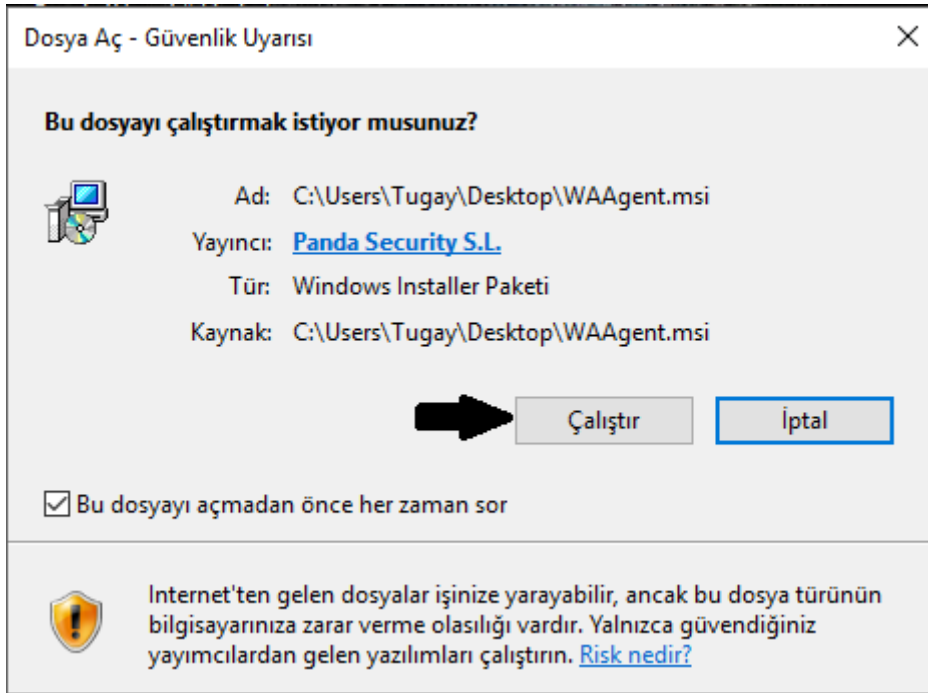 Dosya Aç - Güvenlik Uyarısı
Bu dosyayı çalıştırmak istiyor musunuz?
Ad: C:\Users\Tugay\Desktop\WAAgent.msi
Yayıncı: Panda Security S.L.
Tür: Windows Installer Paketi
Kaynak: C:\Users\Tugay\Desktop\WAAgent.msi
Çalıştır İptal
Bu dosyayı açmadan önce her zaman sor
Internet'ten gelen dosyalar işinize yarayabilir, ancak bu dosya türünün
bilgisayarınıza zarar verme olasılığı vardır. Yalnızca güvendiğiniz
yayımcılardan gelen yazılımları çalıştırın. Risk nedir?